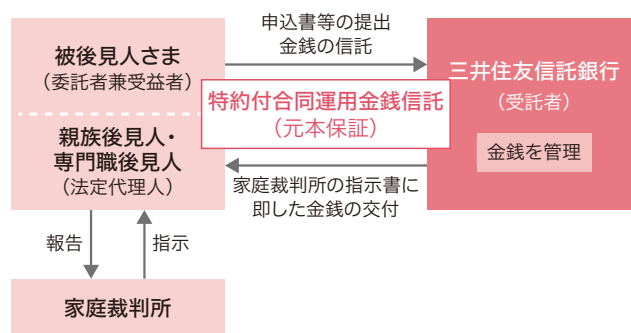 被後見人さま
（委託者兼受益者）
親族後見人・
専門職後見人
（法定代理人）
申込書等の提出
金銭の信託
特約付合同運用金銭信託
（元本保証）
家庭裁判所の指示書に
即した金銭の交付
三井住友信託銀行
（受託者）
金銭を管理
報告
指示
家庭裁判所